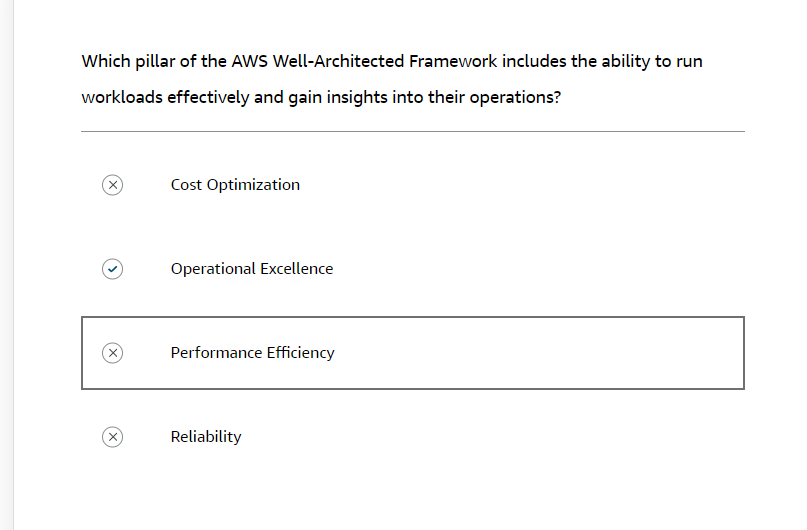 Which pillar of the AWS Well-Architected Framework includes the ability to run
workloads effectively and gain insights into their operations?
Cost Optimization
Operational Excellence
Performance Efficiency
Reliability